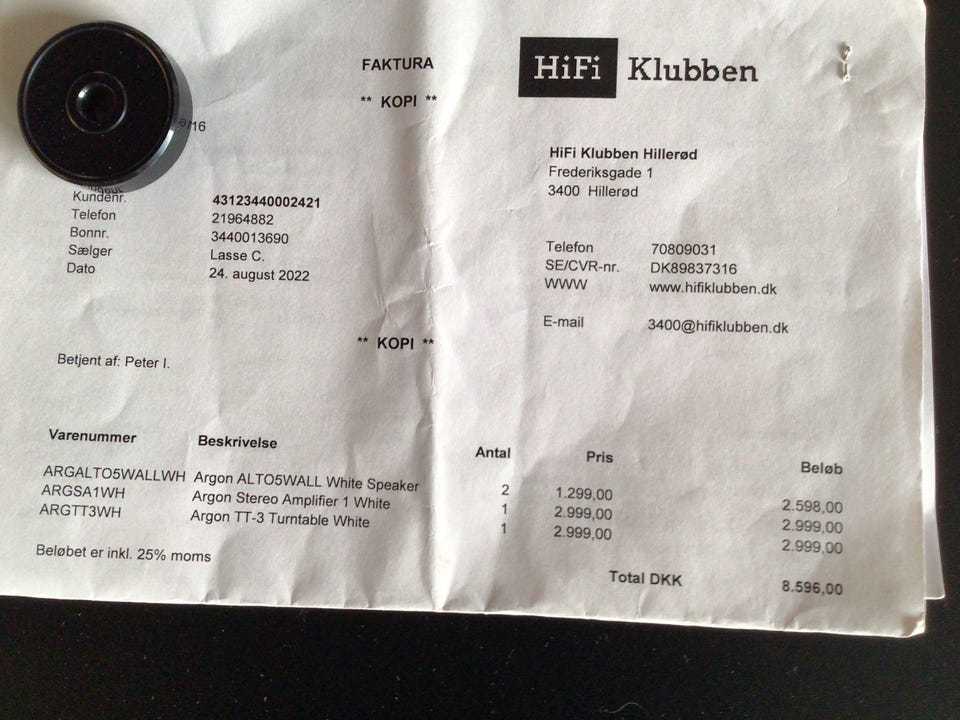 FAKTURA
** KOPI **
HiFi Klubben
16
HiFi Klubben Hillerød
Frederiksgade 1
3400 Hillerød
Kundenr. 43123440002421
Telefon 21964882
Bonnr. 3440013690
Sælger Lasse C.
Dato 24. august 2022
Telefon 70809031
SE/CVR-nr. DK89837316
WWW www.hifiklubben.dk
E-mail 3400@hifiklubben.dk
** KOPI **
Betjent af: Peter I.
Varenummer Beskrivelse Antal Pris Beløb
ARGALTO5WALLWH Argon ALTO5WALL White Speaker 2 1.299,00 2.598,00
ARGSA1WH Argon Stereo Amplifier 1 White 1 2.999,00 2.999,00
ARGTT3WH Argon TT-3 Turntable White 1 2.999,00 2.999,00
Beløbet er inkl. 25% moms
Total DKK 8.596,00